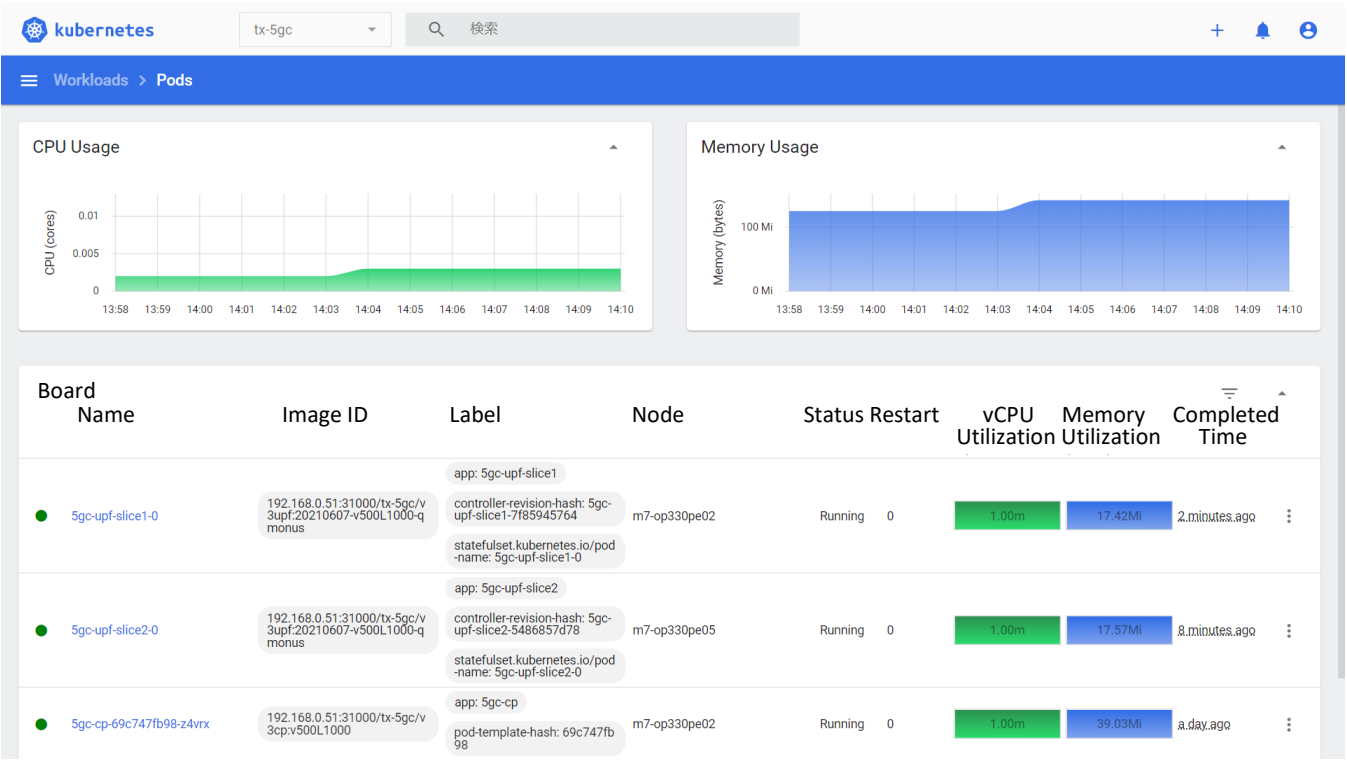 kubernetes
tx-5gc
検索
Workloads > Pods
CPU Usage
CPU (cores)
0.01
0.005
0
13:58 13:59 14:00 14:01 14:02 14:03 14:04 14:05 14:06 14:07 14:08 14:09 14:10
Memory Usage
Memory (bytes)
100 Mi
0 Mi
13:58 13:59 14:00 14:01 14:02 14:03 14:04 14:05 14:06 14:07 14:08 14:09 14:10
Board
Name Image ID Label Node Status Restart vCPU Memory Completed
Utilization Utilization Time
app: 5gc-upf-slice1
192.168.0.51:31000/tx-5gc/v
3upf:20210607-v500L1000-q
monus
controller-revision-hash: 5gc-
upf-slice1-7f85945764
5gc-upf-slice1-0
m7-op330pe02
Running 0 1.00m 17.42Mi 2 minutes ago
statefulset.kubernetes.io/pod
-name: 5gc-upf-slice1-0
app: 5gc-upf-slice2
192.168.0.51:31000/tx-5gc/v
3upf:20210607-v500L1000-q
monus
controller-revision-hash: 5gc-
upf-slice2-5486857d78
5gc-upf-slice2-0
m7-op330pe05
Running 0 1.00m 17.57Mi 8 minutes ago
statefulset.kubernetes.io/pod
-name: 5gc-upf-slice2-0
app: 5gc-cp
192.168.0.51:31000/tx-5gc/v
3cp:v500L1000
5gc-cp-69c747fb98-z4vrx
m7-op330pe02
Running 0 1.00m 39.03Mi a day ago
pod-template-hash: 69c747fb
98